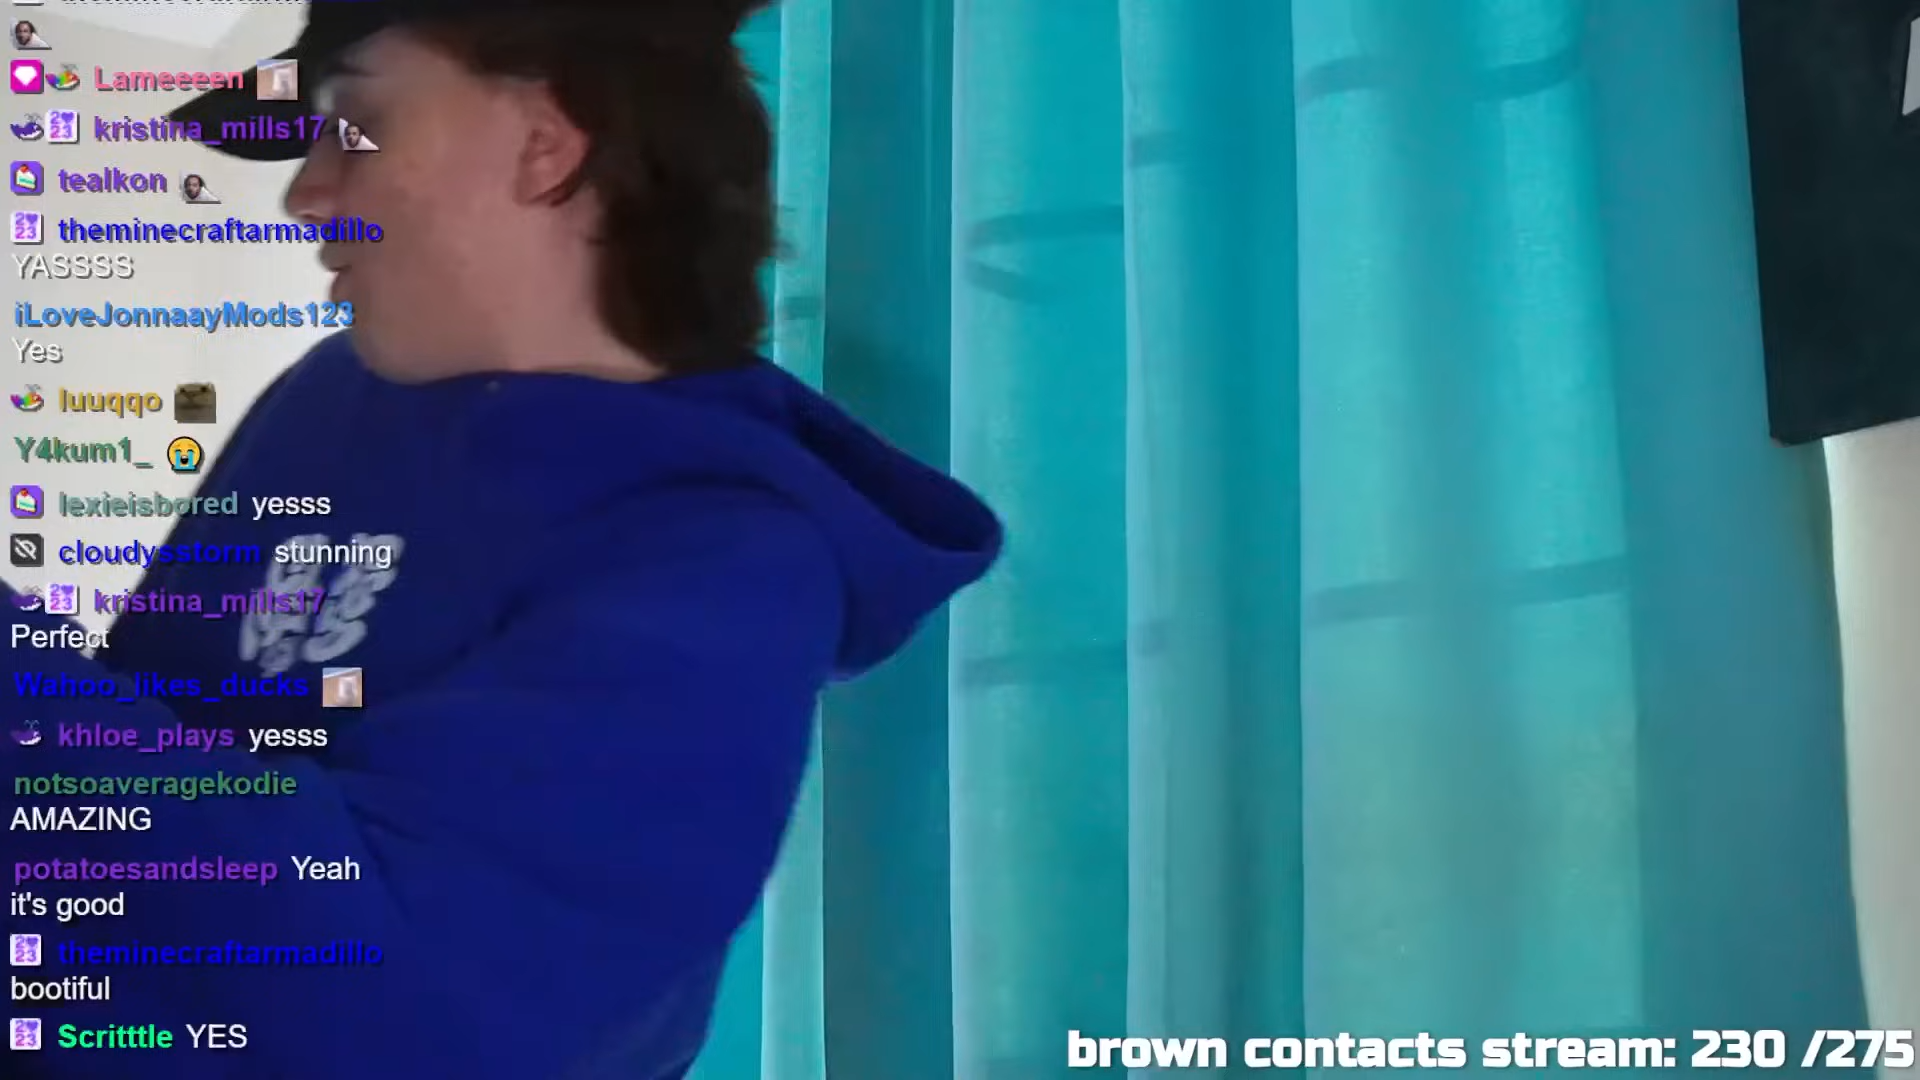 Lameeeen
kristina_mills17
tealkon
theminecraftarmadillo
YASSSS
iLoveJonnaayMods123
Yes
luuqqo
Y4kum1_
lexieisbored yesss
cloudysstorm stunning
kristina_mills17
Perfect
Wahoo_likes_ducks
khloe_plays yesss
notsoaveragekodie
AMAZING
potatoesandsleep Yeah
it's good
theminecraftarmadillo
bootiful
Scritttle YES
brown contacts stream: 230 /275